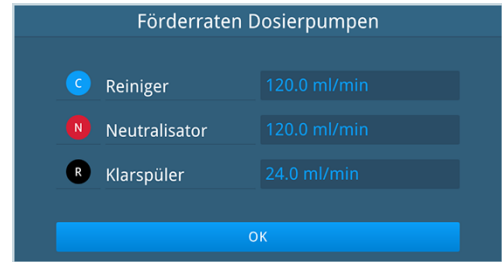 Förderraten Dosierpumpen
C Reiniger 120.0 ml/min
N Neutralisator 120.0 ml/min
R Klarspüler 24.0 ml/min
OK